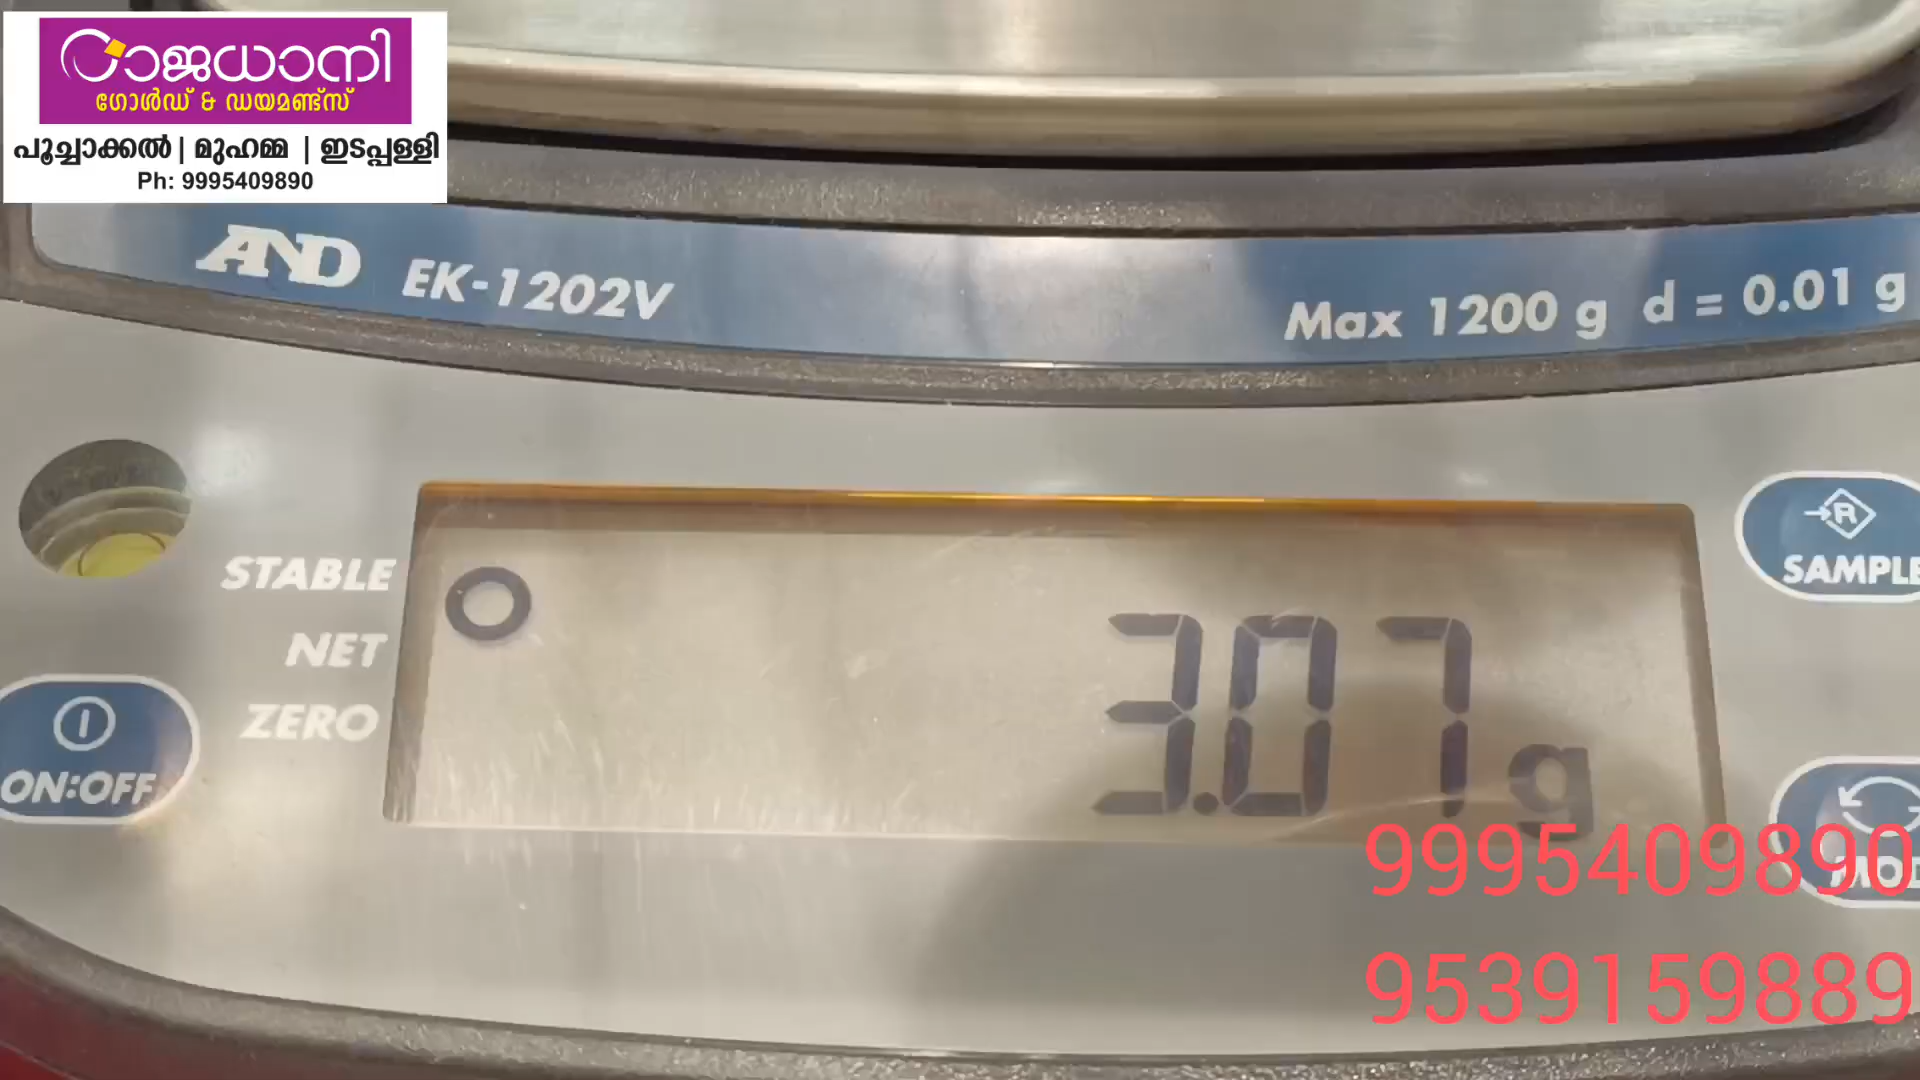 രാജധാനി
ഗോൾഡ് & ഡയമണ്ട്സ്
പൂച്ചാക്കൽ | മുഹമ്മ | ഇടപ്പള്ളി
Ph: 9995409890
AND EK-1202V
Max 1200 g d = 0.01 g
STABLE
NET
ZERO
ON:OFF
3.07 g
R
SAMPLE
9995409890
9539159889